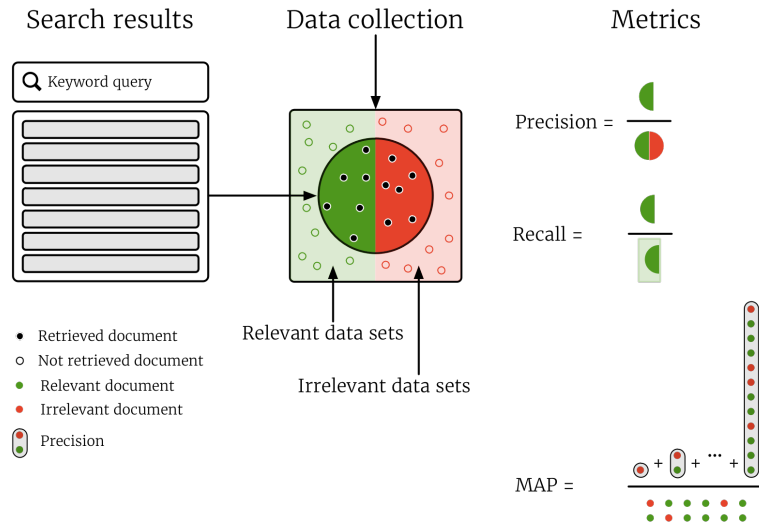 Search results
Data collection
Metrics
Keyword query
Precision =
Recall =
Relevant data sets
Irrelevant data sets
Retrieved document
Not retrieved document
Relevant document
Irrelevant document
Precision
+ + ... +
MAP =